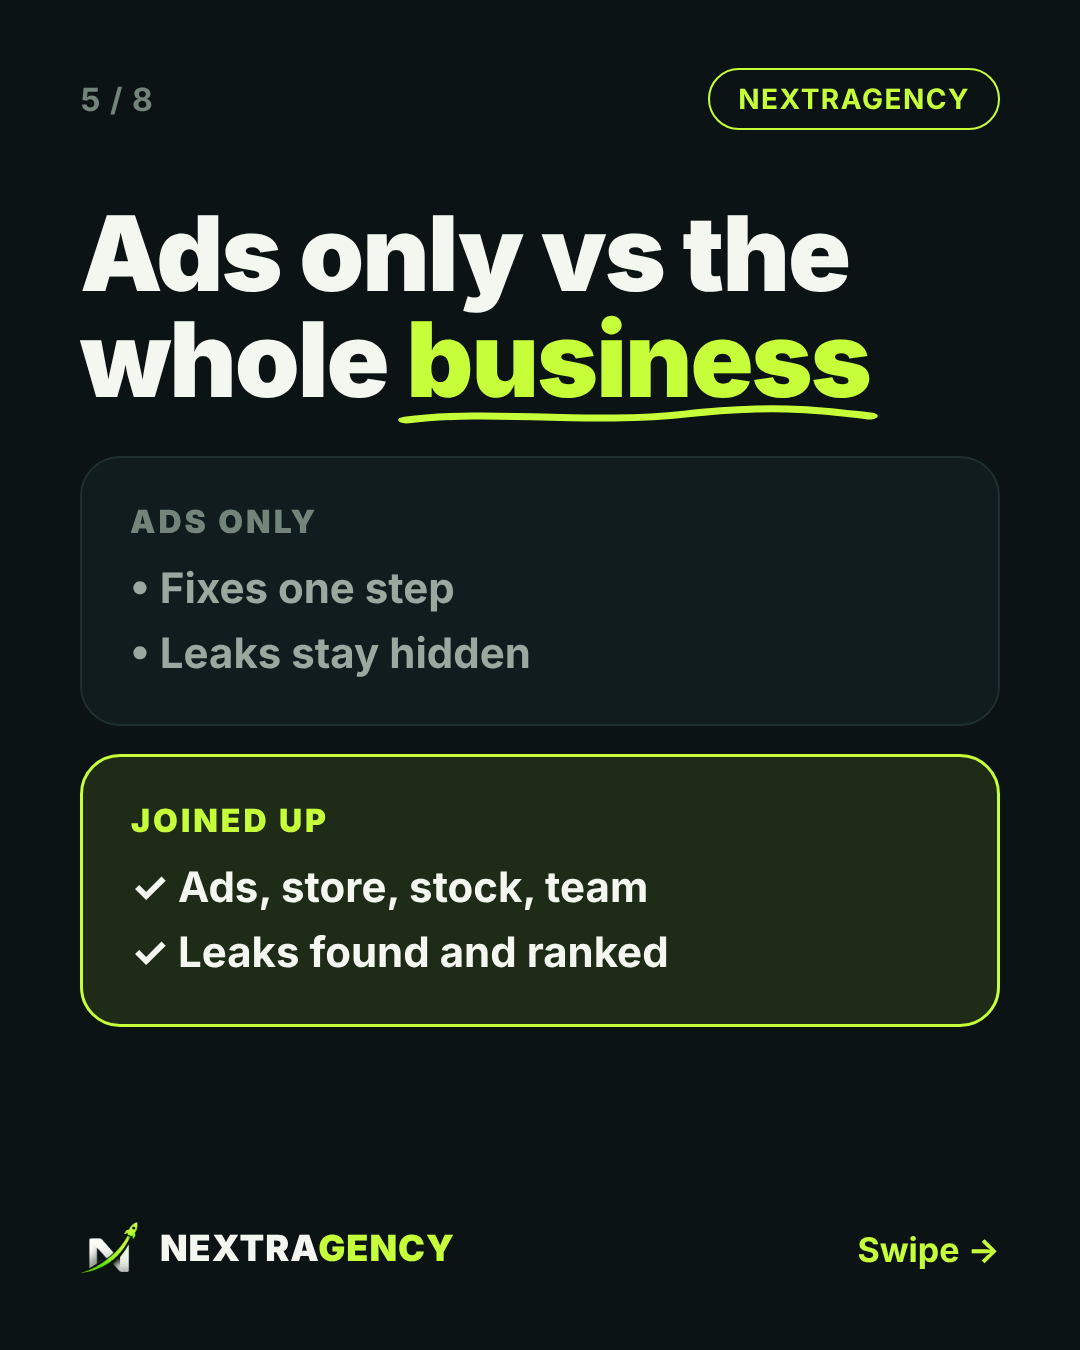 5 / 8
NEXTRAGENCY
Ads only vs the
whole business
ADS ONLY
• Fixes one step
• Leaks stay hidden
JOINED UP
✓ Ads, store, stock, team
✓ Leaks found and ranked
NEXTRAGENCY
Swipe →